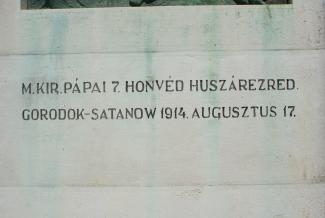 M.KIR.PÁPAI 7. HONVÉD HUSZÁREZRED.
GORODOK-SATANOW 1914. AUGUSZTUS 17.